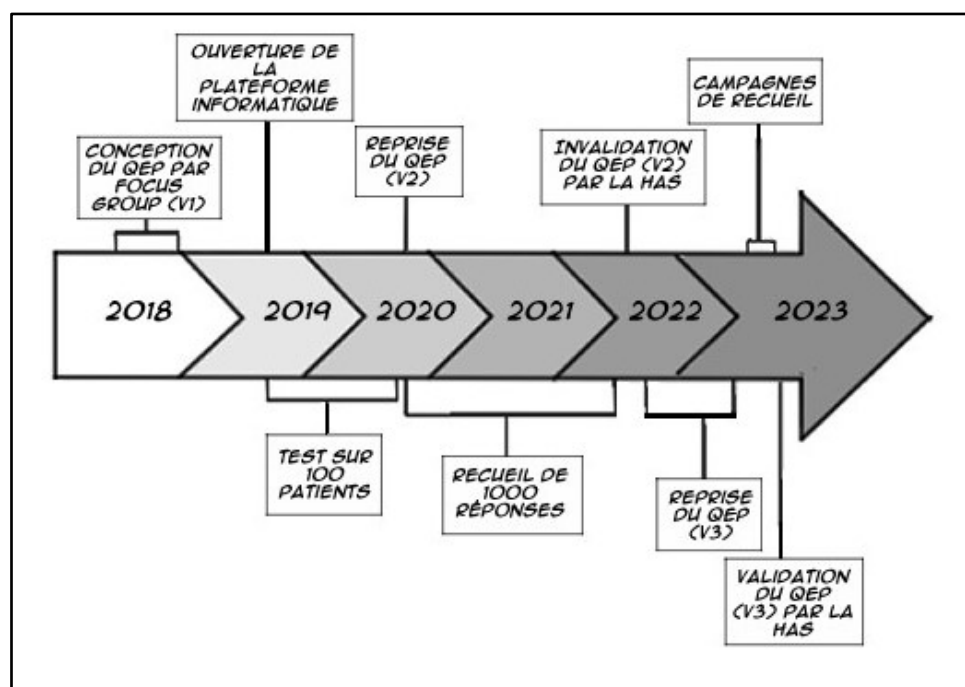 OUVERTURE DE
LA
PLATEFORME
INFORMATIQUE
CAMPAGNES
DE RECUEIL
CONCEPTION
DU QEP PAR
FOCUS
GROUP (V1)
REPRISE
DU QEP
(V2)
INVALIDATION
DU QEP (V2)
PAR LA HAS
2018
2019
2020
2021
2022
2023
TEST SUR
100
PATIENTS
RECUEIL DE
1000
RÉPONSES
REPRISE
DU QEP
(V3)
VALIDATION
DU QEP
(V3) PAR LA
HAS